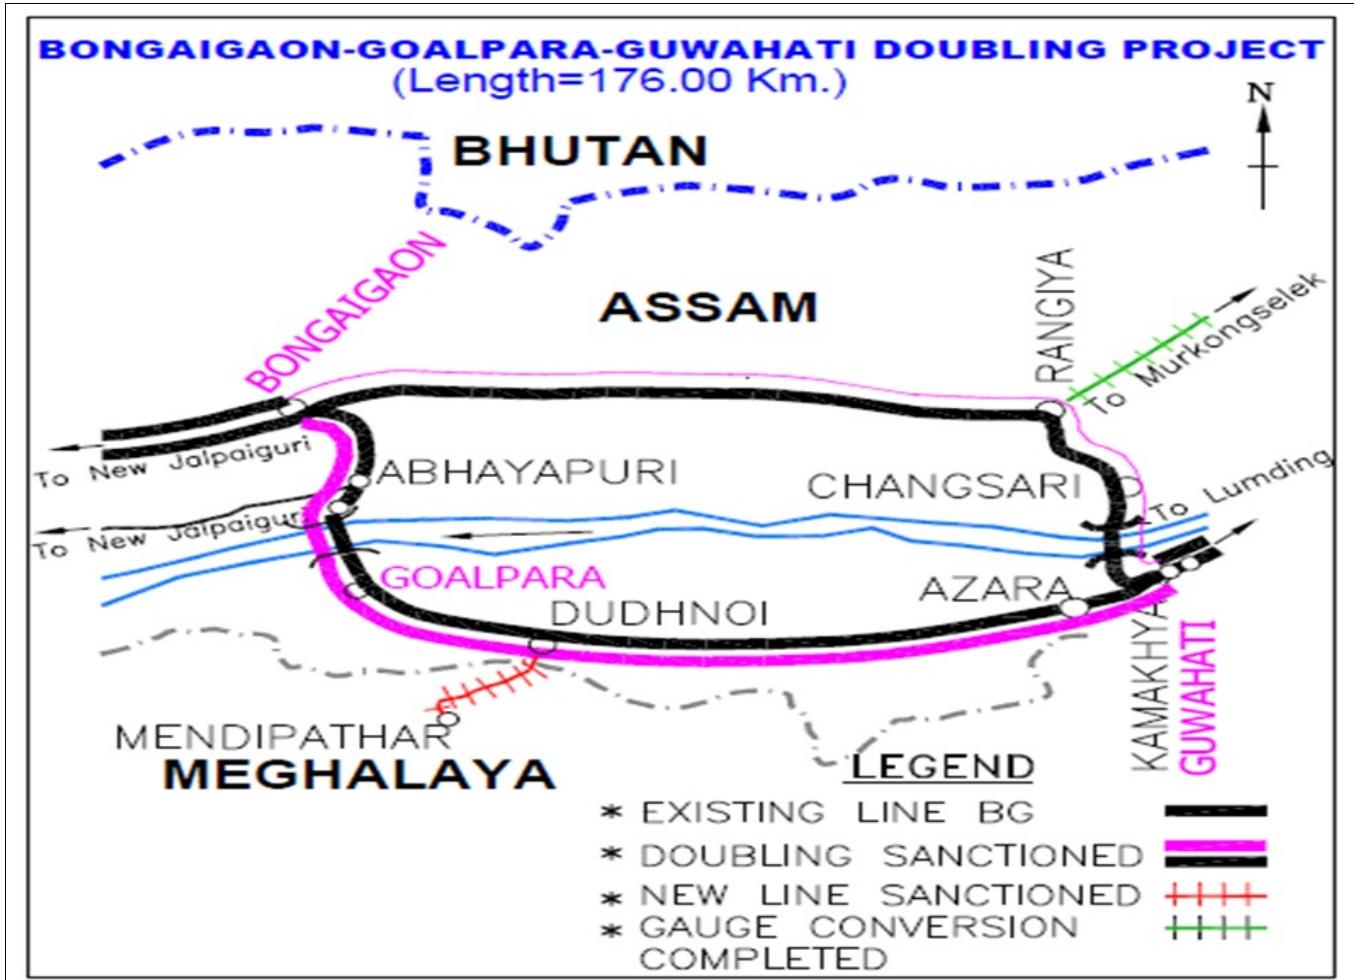 BONGAIGAON-GOALPARA-GUWAHATI DOUBLING PROJECT
(Length=176.00 Km.)
N
BHUTAN
BONGAIGAON
ASSAM
RANGIYA
To Murkongselek
To New Jalpaiguri
ABHAYAPURI
CHANGSARI
To Lumding
To New Jalpaiguri
GOALPARA
AZARA
DUDHNOI
KAMAKHYA
GUWAHATI
MENDIPATHAR
MEGHALAYA
LEGEND
* EXISTING LINE BG
* DOUBLING SANCTIONED
* NEW LINE SANCTIONED
* GAUGE CONVERSION
COMPLETED